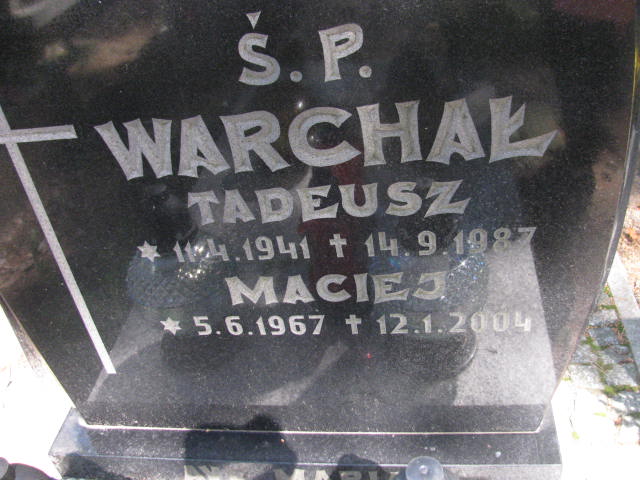 Ś.P.
WARCHAŁ
TADEUSZ
* 11.4.1941 † 14.9.1987
MACIEJ
* 5.6.1967 † 12.1.2004